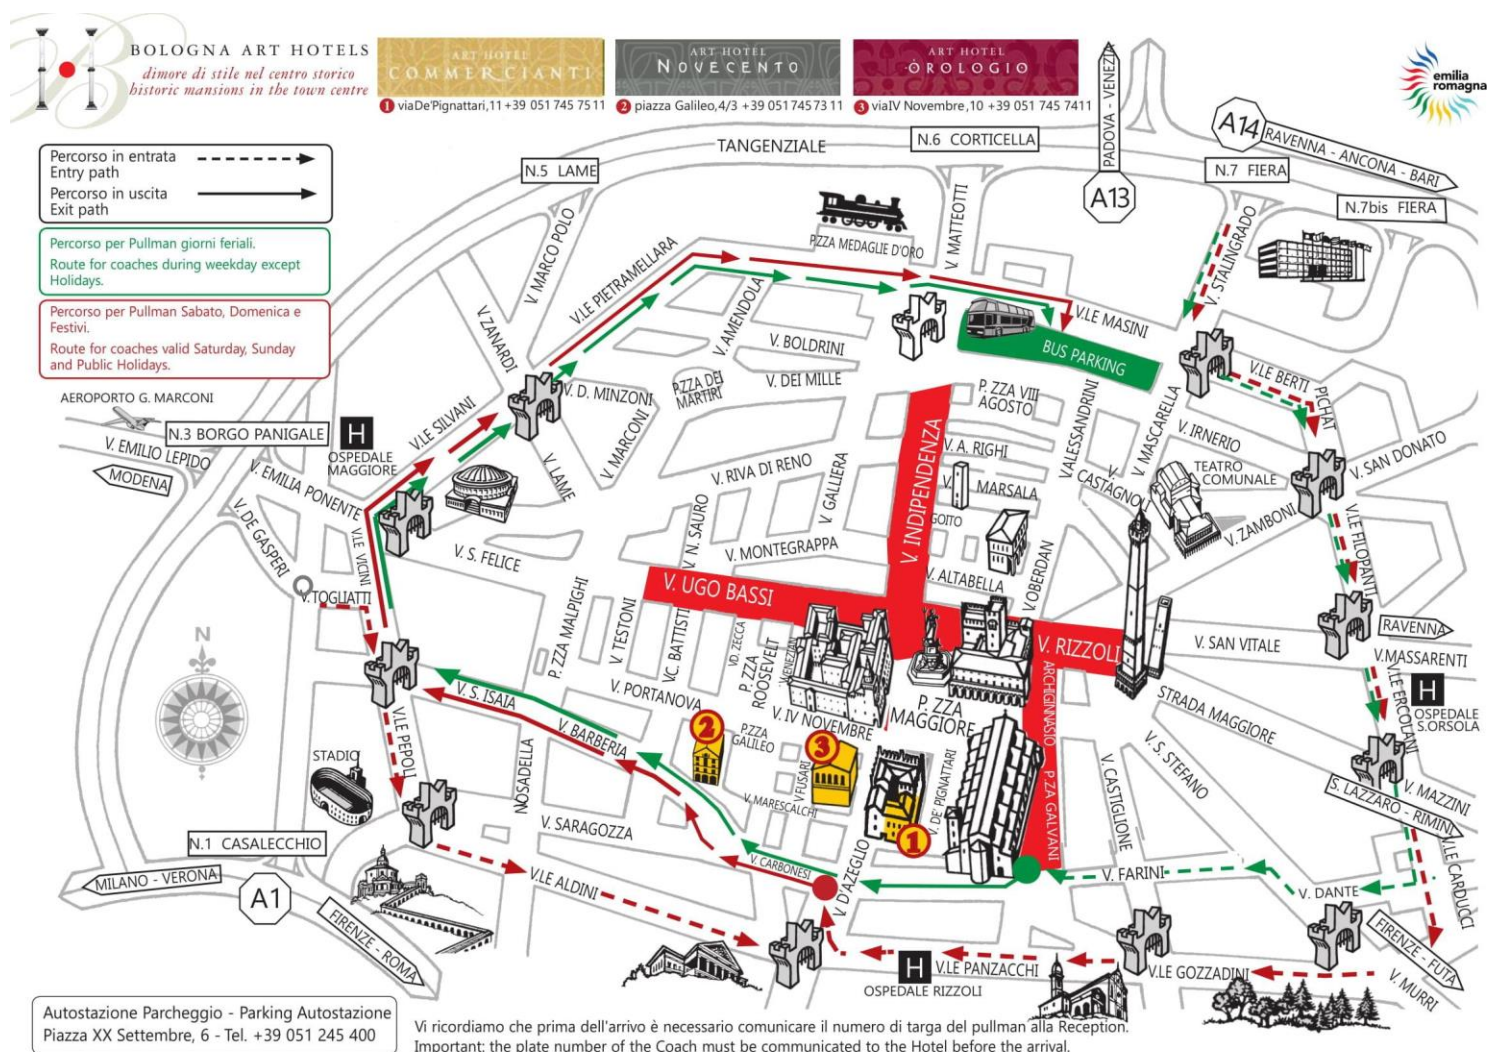 BOLOGNA ART HOTELS
dimore di stile nel centro storico
historic mansions in the town centre
ART HOTEL
COMMERCIANTI
1 viaDe'Pignattari,11 +39 051 745 75 11
ART HOTEL
NOVECENTO
2 piazza Galileo,4/3 +39 051 745 73 11
ART HOTEL
ÒROLOGIO
3 viaIV Novembre,10 +39 051 745 7411
emilia
romagna
Percorso in entrata
Entry path
Percorso in uscita
Exit path
Percorso per Pullman giorni feriali.
Route for coaches during weekday except
Holidays.
Percorso per Pullman Sabato, Domenica e
Festivi.
Route for coaches valid Saturday, Sunday
and Public Holidays.
TANGENZIALE
N.5 LAME
N.6 CORTICELLA
PADOVA - VENEZIA
A13
A14
RAVENNA - ANCONA - BARI
N.7 FIERA
N.7bis FIERA
V. MARCO POLO
V.LE PIETRAMELLARA
P.ZZA MEDAGLIE D'ORO
V. MATTEOTTI
V. STALINGRADO
V. ZANARDI
V. AMENDOLA
V. BOLDRINI
V.LE MASINI
BUS PARKING
V.LE BERTI
PICHAT
AEROPORTO G. MARCONI
N.3 BORGO PANIGALE
V. EMILIO LEPIDO
MODENA
H
OSPEDALE
MAGGIORE
V.LE SILVANI
V. D. MINZONI
P.ZZA DEI
MARTIRI
V. DEI MILLE
V. MARCONI
P. ZZA VIII
AGOSTO
V.ALESSANDRINI
V. MASCARELLA
V. IRNERIO
V. SAN DONATO
V. EMILIA PONENTE
V. DE GASPERI
V.LE VICINI
V. LAME
V. RIVA DI RENO
V. GALLIERA
V. INDIPENDENZA
V. A. RIGHI
V. MARSALA
GOITO
V. CASTAGNOLI
TEATRO
COMUNALE
V. ZAMBONI
V.LE FILOPANTI
V. S. FELICE
V. N. SAURO
V. MONTEGRAPPA
V. ALTABELLA
V.OBERDAN
V.TOGLIATTI
V. UGO BASSI
V. RIZZOLI
RAVENNA
V. SAN VITALE
V.MASSARENTI
N
P.ZZA MALPIGHI
V. TESTONI
V.C. BATTISTI
V.D. ZECCA
P. ZZA
ROOSEVELT
V.VENEZIAN
V. PORTANOVA
V. IV NOVEMBRE
P. ZZA
MAGGIORE
ARCHIGINNASIO
P.ZZA GALVANI
STRADA MAGGIORE
V.LE ERCOLANI
H
OSPEDALE
S.ORSOLA
V. S. ISAIA
V. BARBERIA
2
P.ZZA
GALILEO
3
V.FUSARI
V. MARESCALCHI
V. DE' PIGNATTARI
1
V. CASTIGLIONE
V. S. STEFANO
V. MAZZINI
S. LAZZARO - RIMINI
STADIO
V.LE PEPOLI
NOSADELLA
V. SARAGOZZA
V. CARBONESI
V. D'AZEGLIO
V. FARINI
V. DANTE
V.LE CARDUCCI
N.1 CASALECCHIO
MILANO - VERONA
A1
FIRENZE - ROMA
V.LE ALDINI
H
OSPEDALE RIZZOLI
V.LE PANZACCHI
V.LE GOZZADINI
V. MURRI
FIRENZE - FUTA
Autostazione Parcheggio - Parking Autostazione
Piazza XX Settembre, 6 - Tel. +39 051 245 400
Vi ricordiamo che prima dell'arrivo è necessario comunicare il numero di targa del pullman alla Reception.
Important: the plate number of the Coach must be communicated to the Hotel before the arrival.